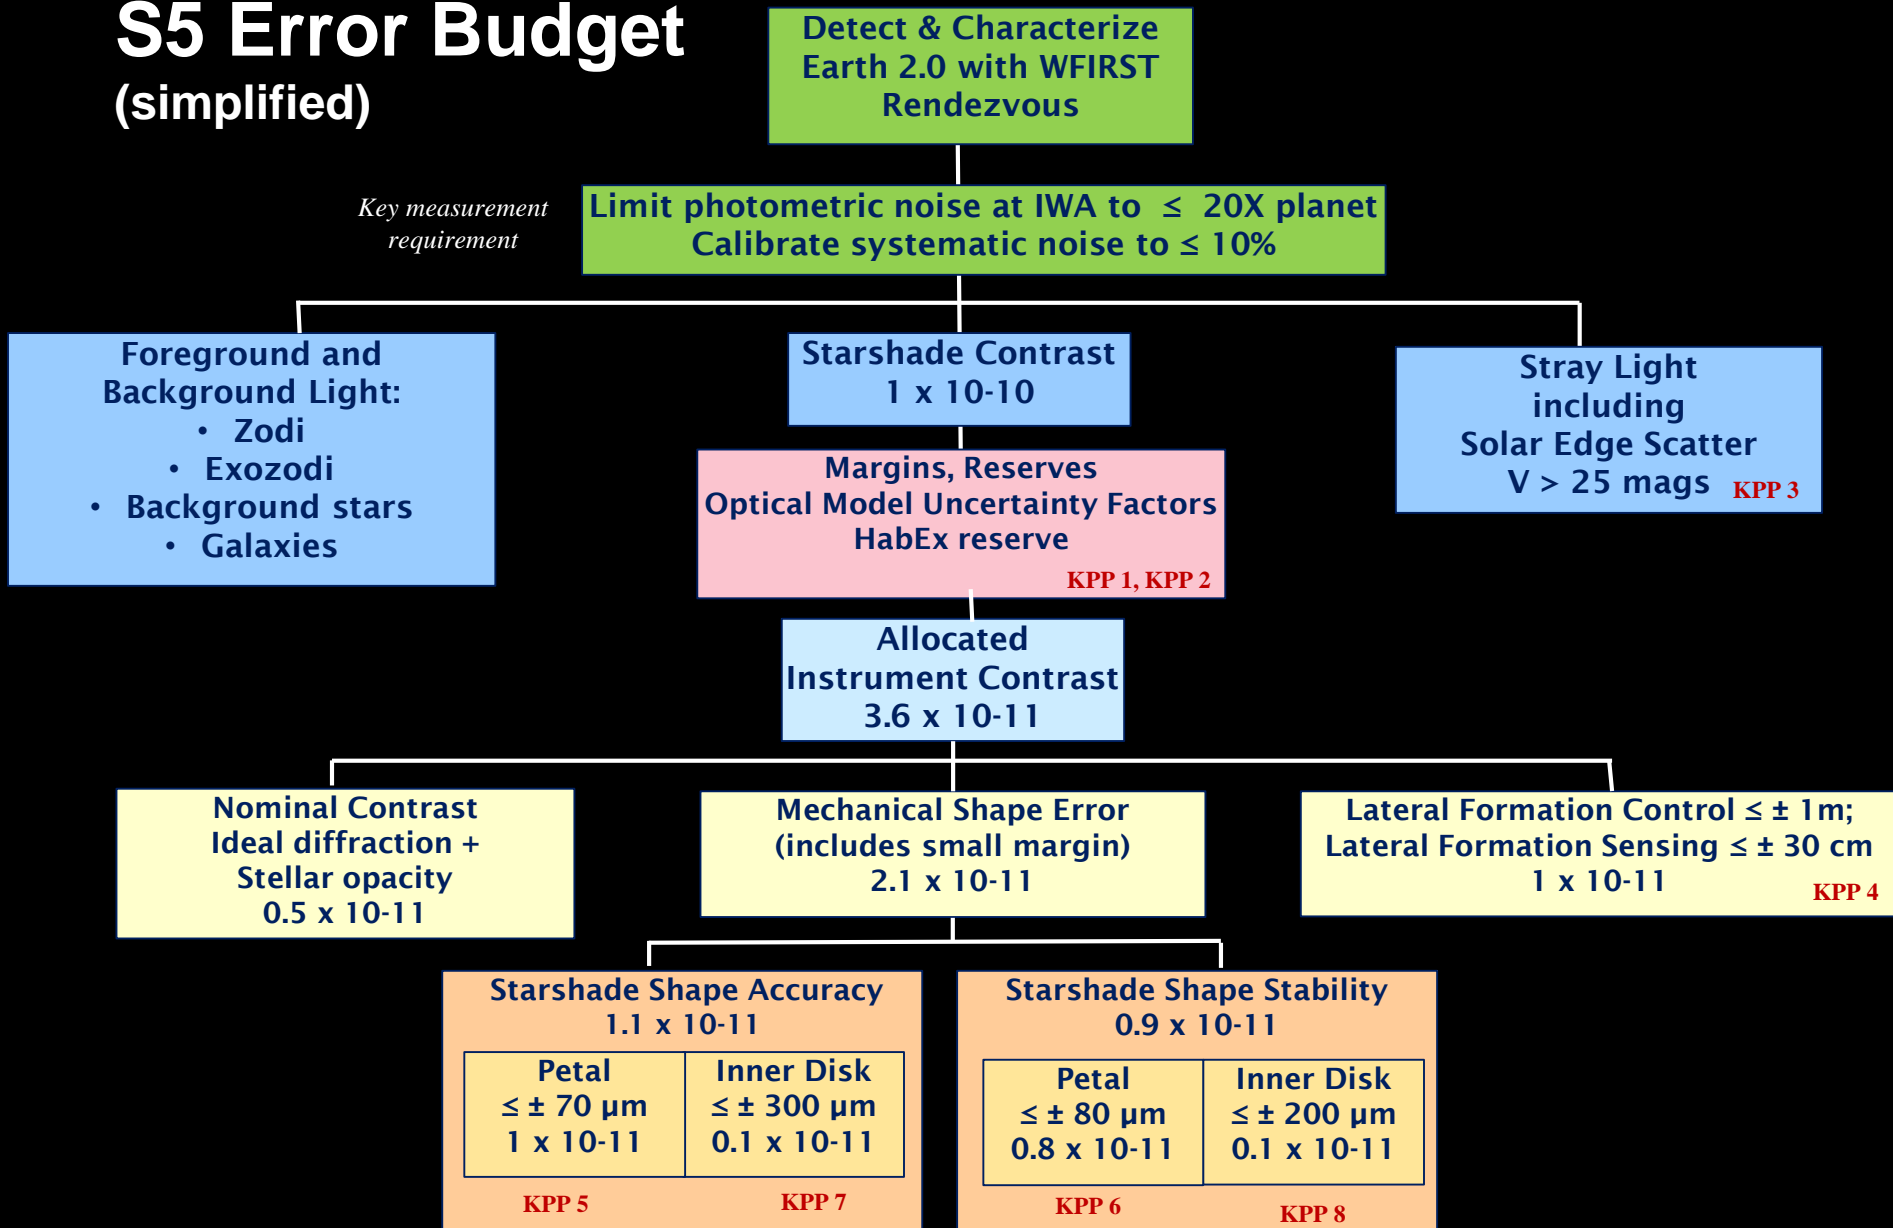 S5 Error Budget
(simplified)
Detect & Characterize
Earth 2.0 with WFIRST
Rendezvous
Key measurement
requirement
Limit photometric noise at IWA to ≤ 20X planet
Calibrate systematic noise to ≤ 10%
Foreground and
Background Light:
• Zodi
• Exozodi
• Background stars
• Galaxies
Starshade Contrast
1 x 10-10
Stray Light
including
Solar Edge Scatter
V > 25 mags
KPP 3
Margins, Reserves
Optical Model Uncertainty Factors
HabEx reserve
KPP 1, KPP 2
Allocated
Instrument Contrast
3.6 x 10-11
Nominal Contrast
Ideal diffraction +
Stellar opacity
0.5 x 10-11
Mechanical Shape Error
(includes small margin)
2.1 x 10-11
Lateral Formation Control ≤ ± 1m;
Lateral Formation Sensing ≤ ± 30 cm
1 x 10-11
KPP 4
Starshade Shape Accuracy
1.1 x 10-11
Petal
≤ ± 70 µm
1 x 10-11
Inner Disk
≤ ± 300 µm
0.1 x 10-11
KPP 5
KPP 7
Starshade Shape Stability
0.9 x 10-11
Petal
≤ ± 80 µm
0.8 x 10-11
Inner Disk
≤ ± 200 µm
0.1 x 10-11
KPP 6
KPP 8